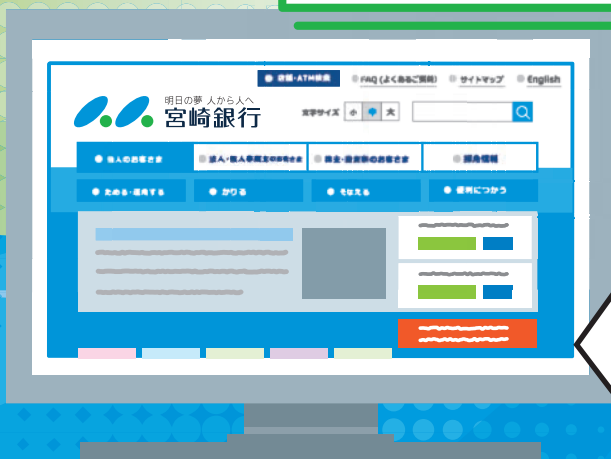 店舗・ATM検索 FAQ (よくあるご質問) サイトマップ English
明日の夢 人から人へ
宮崎銀行
文字サイズ 小 中 大
個人のお客さま 法人・個人事業主のお客さま 株主・投資家のお客さま 採用情報
ためる・運用する かりる そなえる 便利につかう